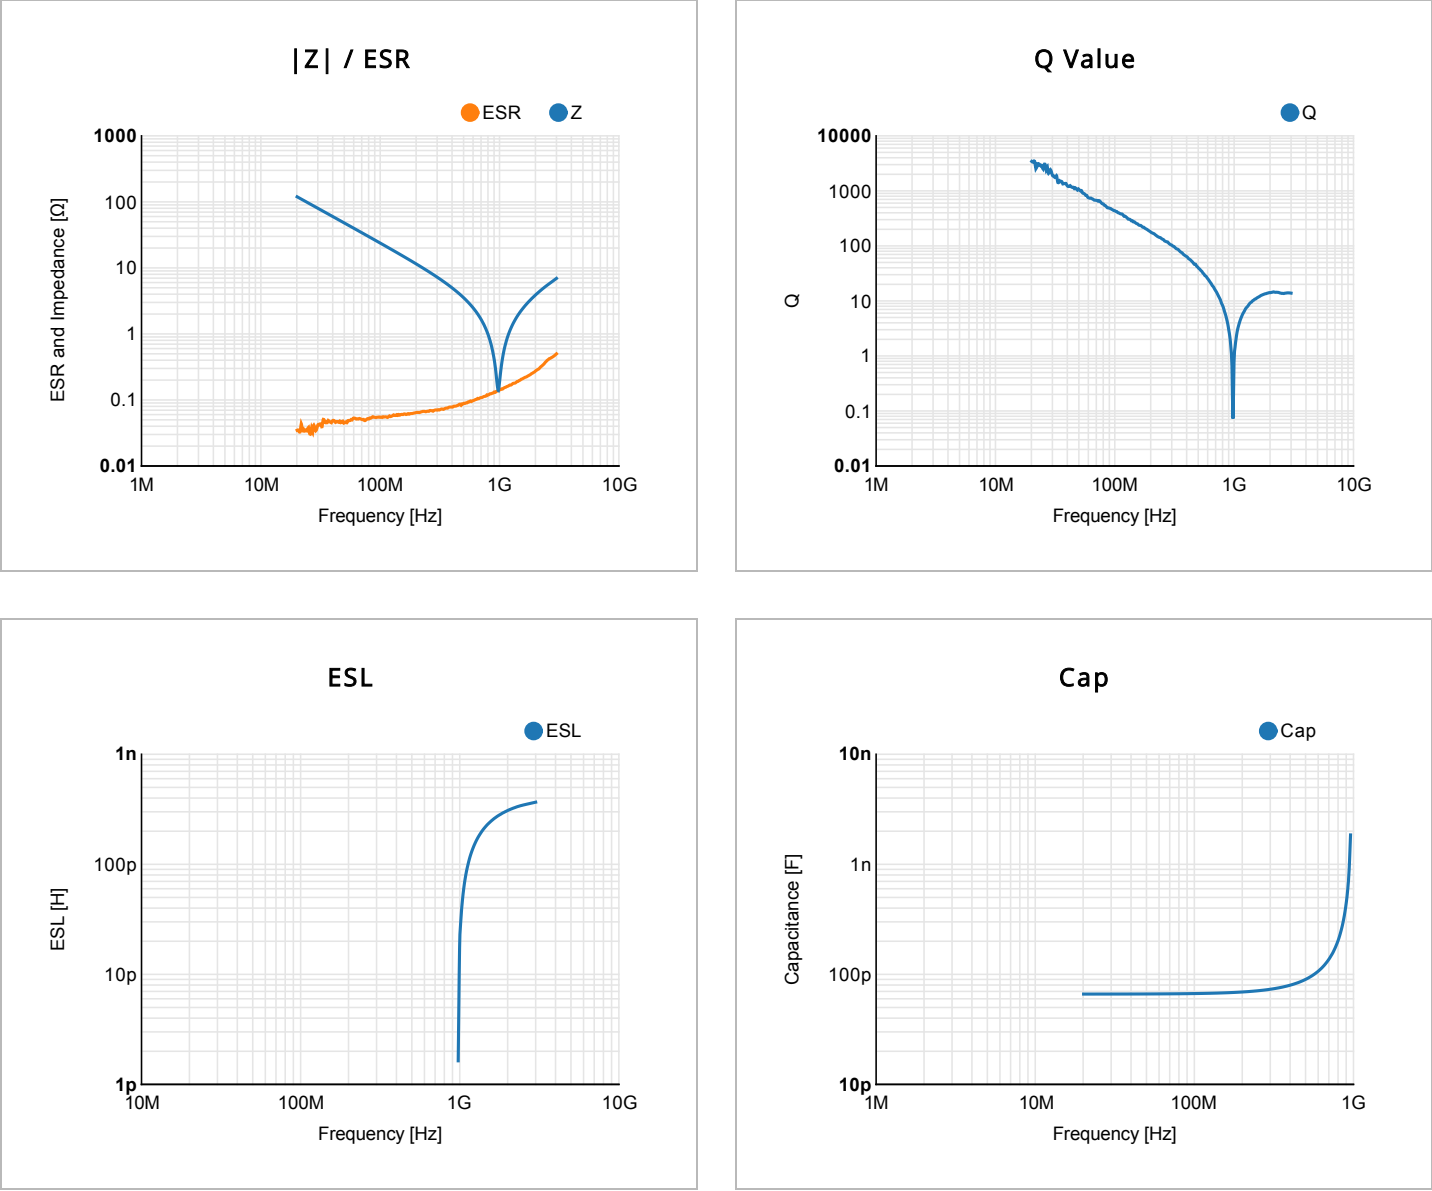 |Z| / ESR
ESR Z
1000
100
10
1
0.1
0.01
ESR and Impedance [Ω]
1M 10M 100M 1G 10G
Frequency [Hz]
Q Value
Q
10000
1000
100
10
1
0.1
0.01
Q
1M 10M 100M 1G 10G
Frequency [Hz]
ESL
ESL
1n
100p
10p
1p
ESL [H]
10M 100M 1G 10G
Frequency [Hz]
Cap
Cap
10n
1n
100p
10p
Capacitance [F]
1M 10M 100M 1G
Frequency [Hz]